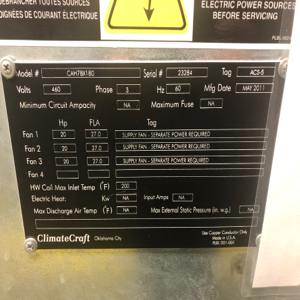 DÉBRANCHER TOUTES SOURCES
ÉLOIGNÉES DE COURANT ÉLECTRIQUE
ELECTRIC POWER SOURCES
BEFORE SERVICING
Model # CAH78X18G Serial # 23284 Tag ACS-5
Volts 460 Phase 3 Hz 60 Mfg Date MAY 2011
Minimum Circuit Ampacity NA Maximum Fuse NA
Hp FLA Tag
Fan 1 20 27.0 SUPPLY FAN - SEPARATE POWER REQUIRED
Fan 2 20 27.0 SUPPLY FAN - SEPARATE POWER REQUIRED
Fan 3 20 27.0 SUPPLY FAN - SEPARATE POWER REQUIRED
Fan 4
HW Coil Max Inlet Temp (°F) 200
Electric Heat: Kw NA Input Amps NA
Max Discharge Air Temp (°F) NA Max External Static Pressure (in. w.g.) NA
ClimateCraft Oklahoma City
Use Copper Conductor Only
Made in U.S.A.